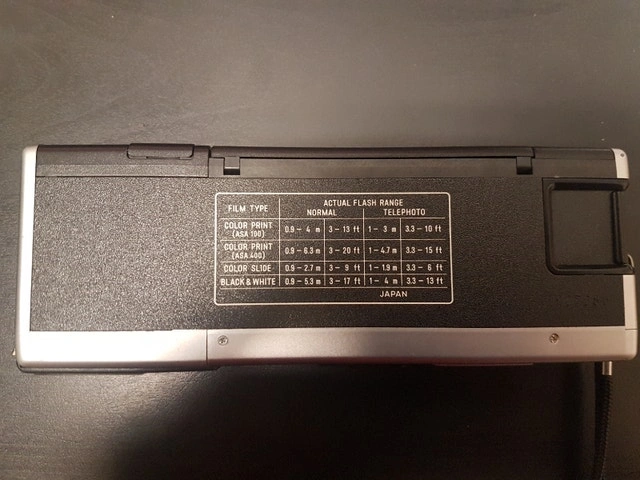 FILM TYPE ACTUAL FLASH RANGE
NORMAL TELEPHOTO
COLOR PRINT (ASA 100) 0.9 – 4 m 3 – 13 ft 1 – 3 m 3.3 – 10 ft
COLOR PRINT (ASA 400) 0.9 – 6.3 m 3 – 20 ft 1 – 4.7 m 3.3 – 15 ft
COLOR SLIDE 0.9 – 2.7 m 3 – 9 ft 1 – 1.9 m 3.3 – 6 ft
BLACK & WHITE 0.9 – 5.3 m 3 – 17 ft 1 – 4 m 3.3 – 13 ft
JAPAN